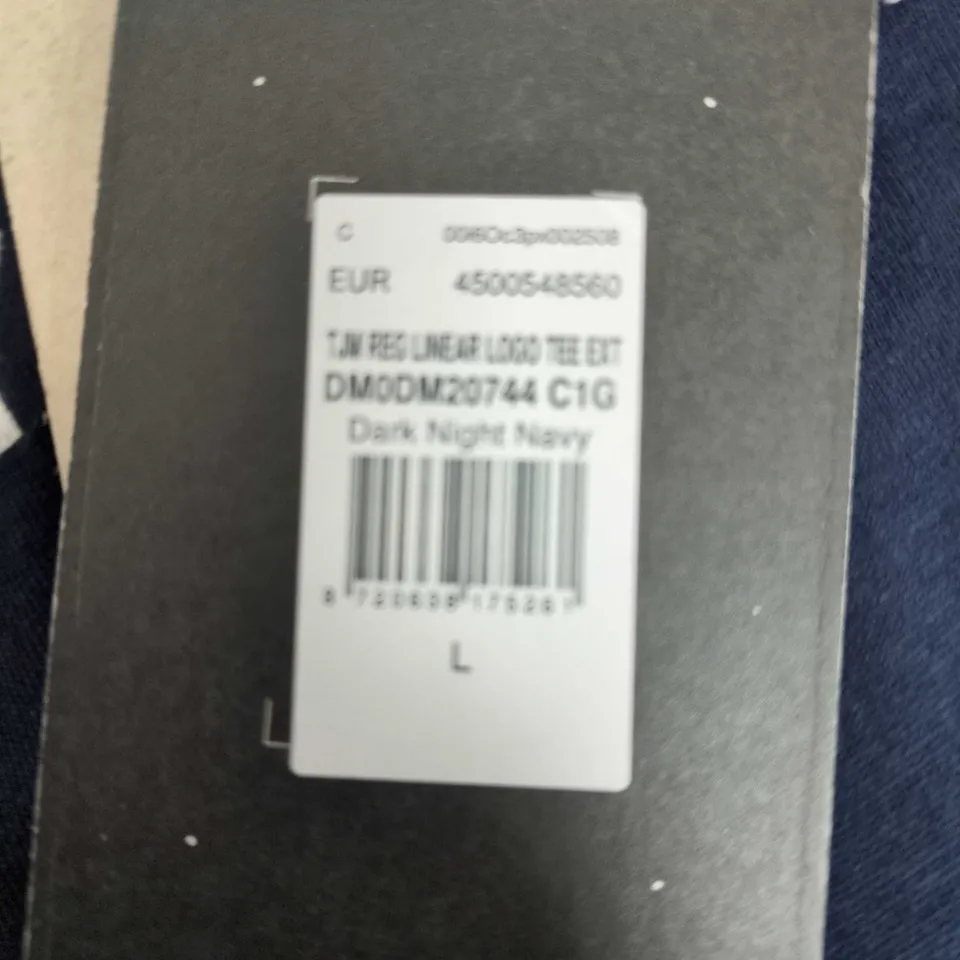 C
EUR 4500548560
TJM REG LINEAR LOGO TEE EXT
DM0DM20744 C1G
Dark Night Navy
L